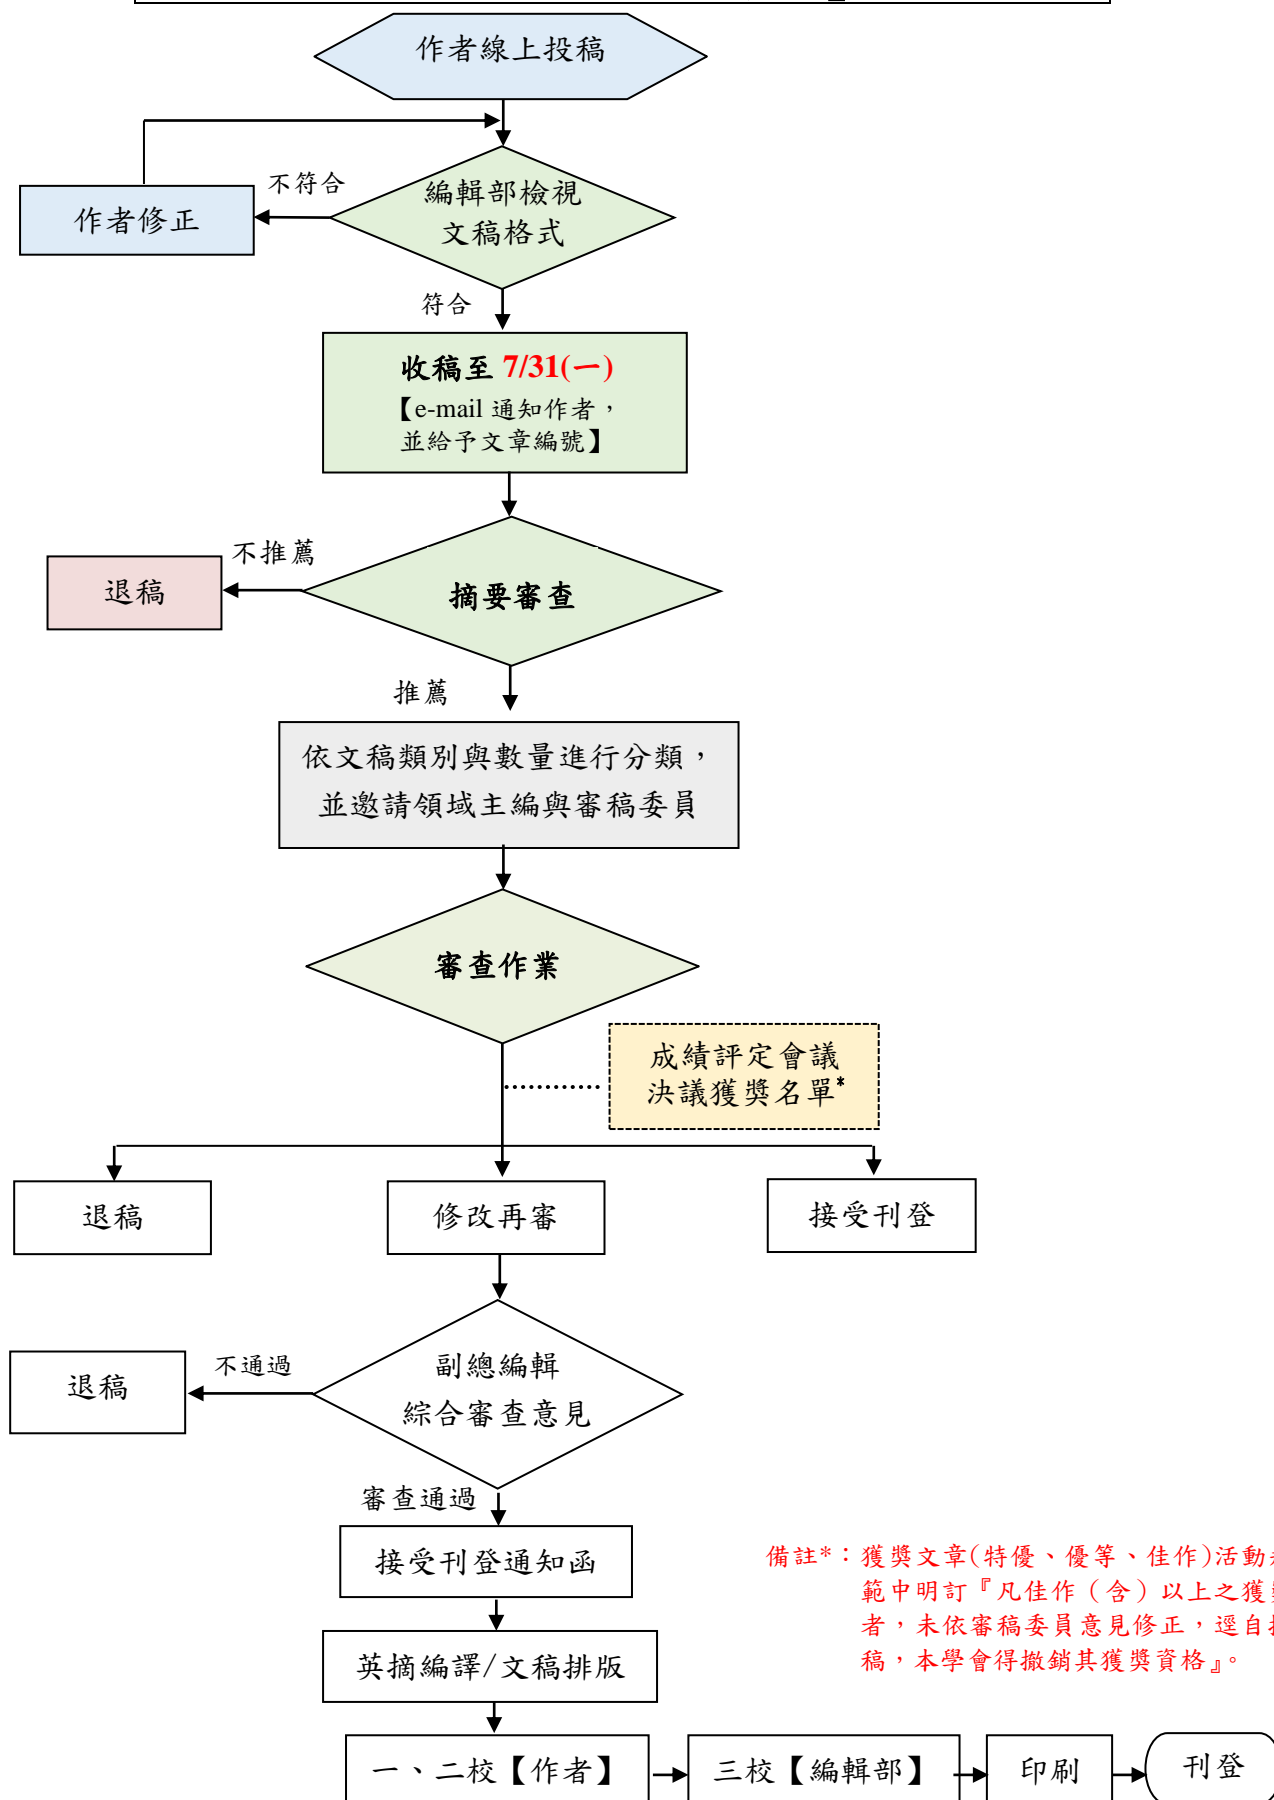 作者線上投稿
不符合
編輯部檢視
文稿格式
作者修正
符合
收稿至 7/31(一)
【e-mail 通知作者，
並給予文章編號】
不推薦
退稿
摘要審查
推薦
依文稿類別與數量進行分類，
並邀請領域主編與審稿委員
審查作業
成績評定會議
決議獲獎名單*
退稿
修改再審
接受刊登
不通過
退稿
副總編輯
綜合審查意見
審查通過
接受刊登通知函
備註*：獲獎文章(特優、優等、佳作)活動
範中明訂『凡佳作（含）以上之獲
者，未依審稿委員意見修正，逕自
稿，本學會得撤銷其獲獎資格』。
英摘編譯/文稿排版
一、二校【作者】
三校【編輯部】
印刷
刊登